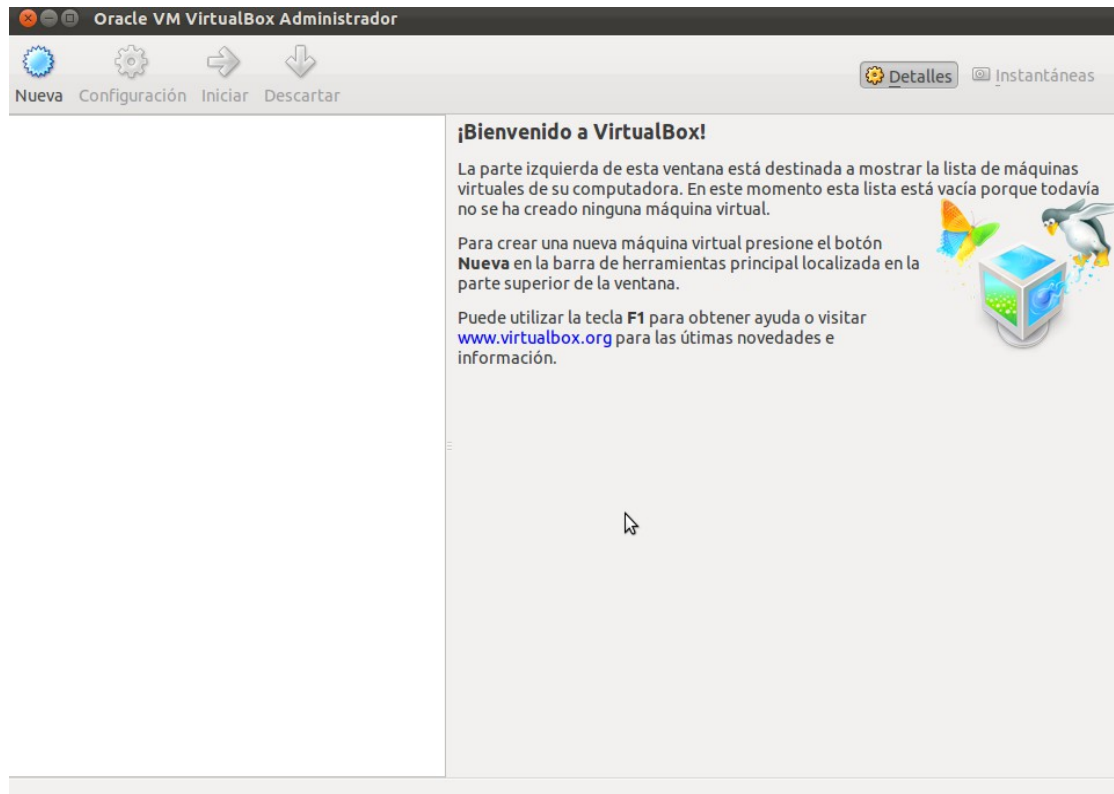 Oracle VM VirtualBox Administrador
Nueva Configuración Iniciar Descartar
Detalles Instantáneas
¡Bienvenido a VirtualBox!
La parte izquierda de esta ventana está destinada a mostrar la lista de máquinas
virtuales de su computadora. En este momento esta lista está vacía porque todavía
no se ha creado ninguna máquina virtual.
Para crear una nueva máquina virtual presione el botón
Nueva en la barra de herramientas principal localizada en la
parte superior de la ventana.
Puede utilizar la tecla F1 para obtener ayuda o visitar
www.virtualbox.org para las útimas novedades e
información.